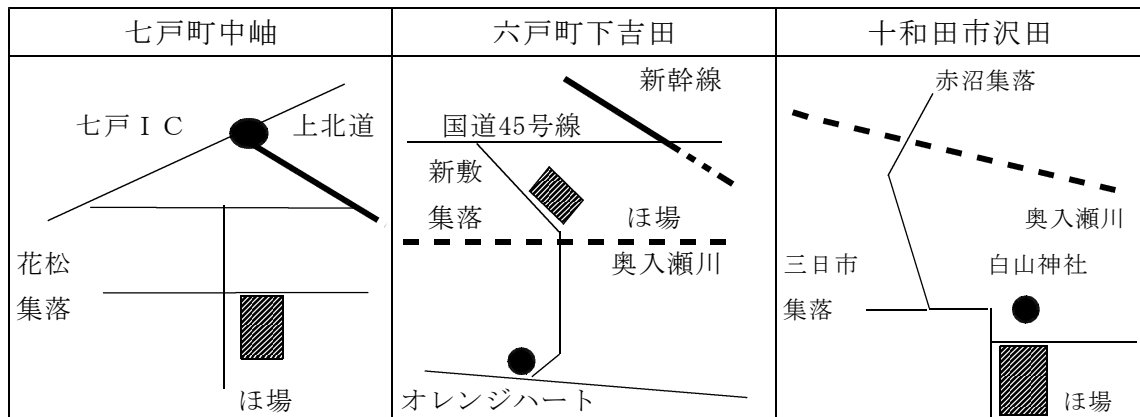 七戸町中岫
七戸ＩＣ
上北道
花松
集落
ほ場
六戸町下吉田
新幹線
国道45号線
新敷
集落
ほ場
奥入瀬川
オレンジハート
十和田市沢田
赤沼集落
奥入瀬川
三日市
集落
白山神社
ほ場